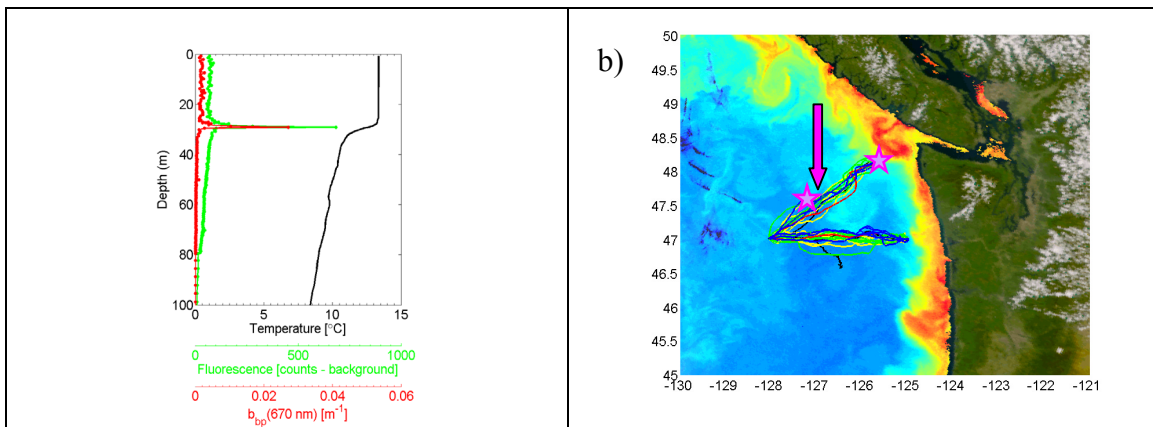 0
20
40
60
80
100
Depth (m)
0 5 10 15
Temperature [°C]
0 500 1000
Fluorescence [counts - background]
0 0.02 0.04 0.06
b_bp(670 nm) [m⁻¹]
b)
50
49.5
49
48.5
48
47.5
47
46.5
46
45.5
45
-130 -129 -128 -127 -126 -125 -124 -123 -122 -121